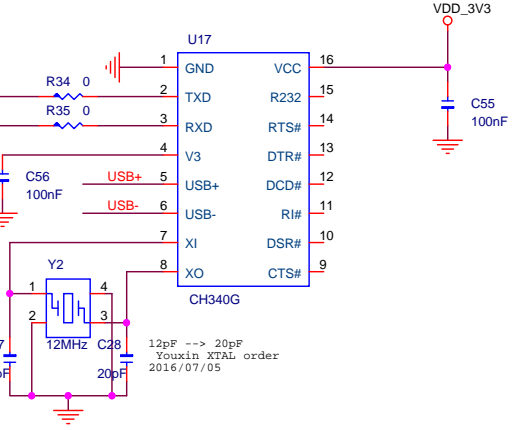 VDD_3V3
U17
1 GND VCC 16
R34 0
2 TXD R232 15
R35 0
3 RXD RTS# 14
C55
100nF
4 V3 DTR# 13
C56
100nF
USB+ 5 USB+ DCD# 12
USB- 6 USB- RI# 11
7 XI DSR# 10
8 XO CTS# 9
Y2
CH340G
1 4
2 3
12MHz C28
20pF
12pF --> 20pF
Youxin XTAL order
2016/07/05